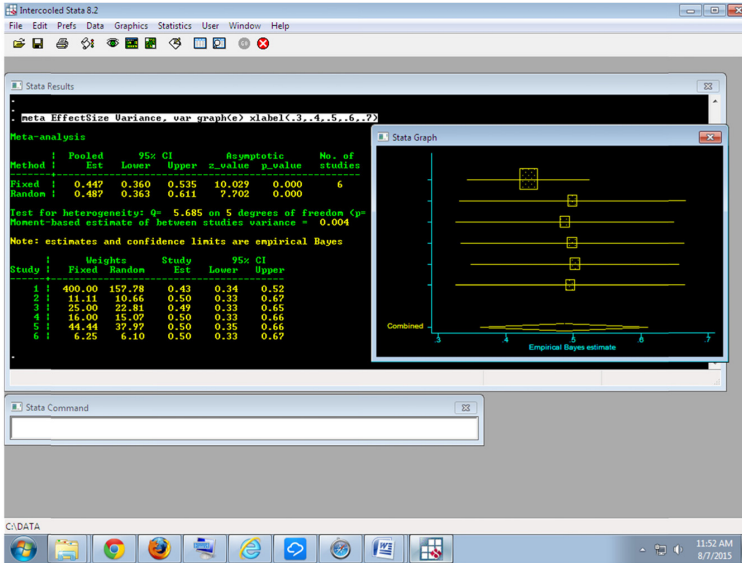 Intercooled Stata 8.2
File Edit Prefs Data Graphics Statistics User Window Help
Stata Results
. meta EffectSize Variance, var graph(e) xlabel(.3,.4,.5,.6,.7)
Meta-analysis
Pooled 95% CI Asymptotic No. of
Method | Est Lower Upper z_value p_value studies
Fixed | 0.447 0.360 0.535 10.029 0.000 6
Random | 0.487 0.363 0.611 7.702 0.000
Test for heterogeneity: Q= 5.685 on 5 degrees of freedom (p=
Moment-based estimate of between studies variance = 0.004
Note: estimates and confidence limits are empirical Bayes
| Weights Study 95% CI
Study | Fixed Random Est Lower Upper
1 | 400.00 157.78 0.43 0.34 0.52
2 | 11.11 10.66 0.50 0.33 0.67
3 | 25.00 22.81 0.49 0.33 0.65
4 | 16.00 15.07 0.50 0.33 0.66
5 | 44.44 37.97 0.50 0.35 0.66
6 | 6.25 6.10 0.50 0.33 0.67
.
Stata Graph
Combined
.3 .4 .5 .6 .7
Empirical Bayes estimate
Stata Command
C:\DATA
11:52 AM
8/7/2015